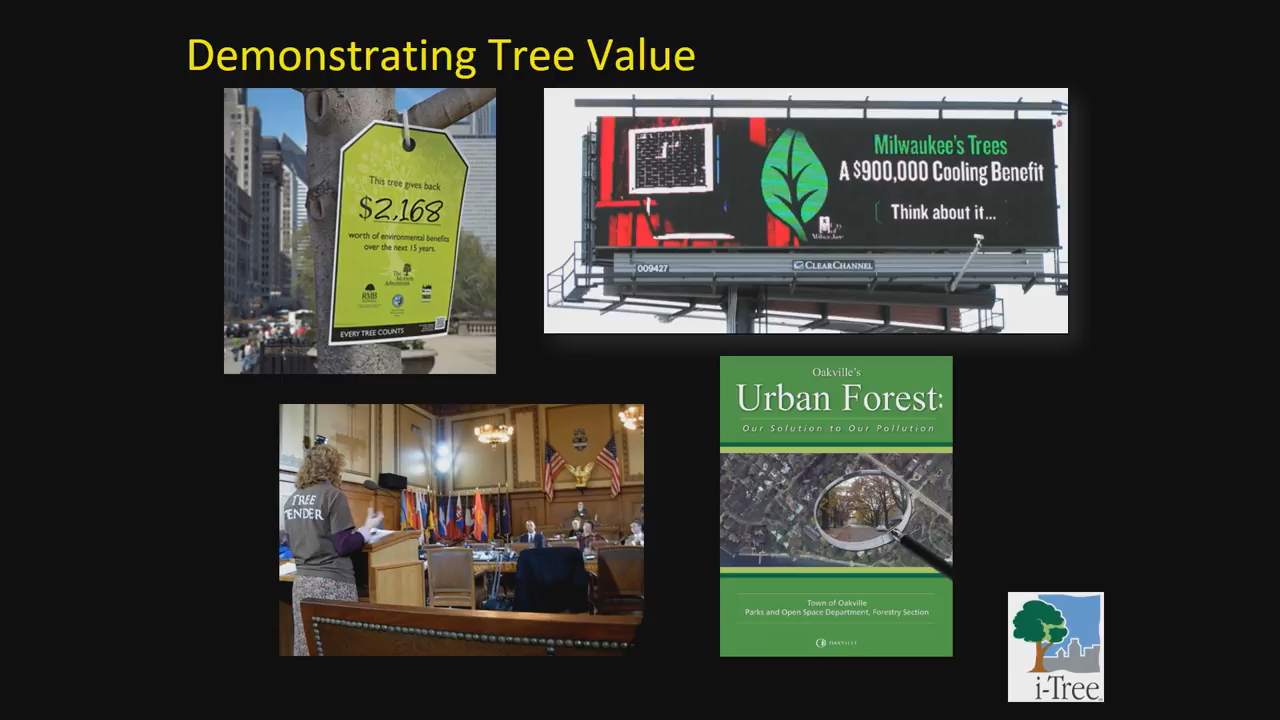 Demonstrating Tree Value
This tree gives back
$2,168
worth of environmental benefits
over the next 15 years.
The Morton
Arboretum
RMB
EVERY TREE COUNTS
Milwaukee's Trees
A $900,000 Cooling Benefit
Think about it...
009427
CLEARCHANNEL
TREE
TENDER
Oakville's
Urban Forest:
Our Solution to Our Pollution
Town of Oakville
Parks and Open Space Department, Forestry Section
OAKVILLE
i-Tree